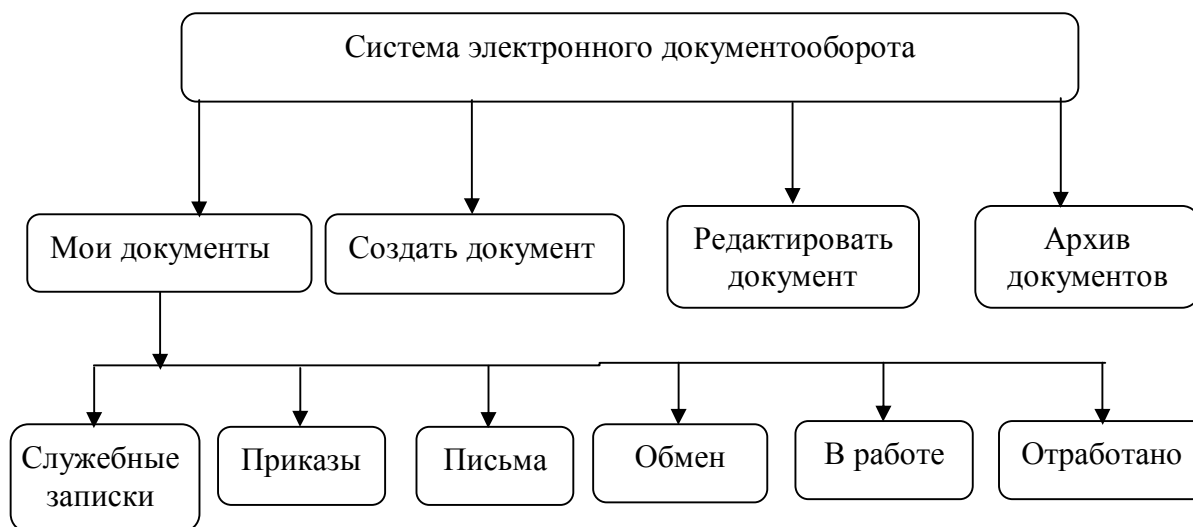 Система электронного документооборота
Мои документы
Создать документ
Редактировать
документ
Архив
документов
Служебные
записки
Приказы
Письма
Обмен
В работе
Отработано